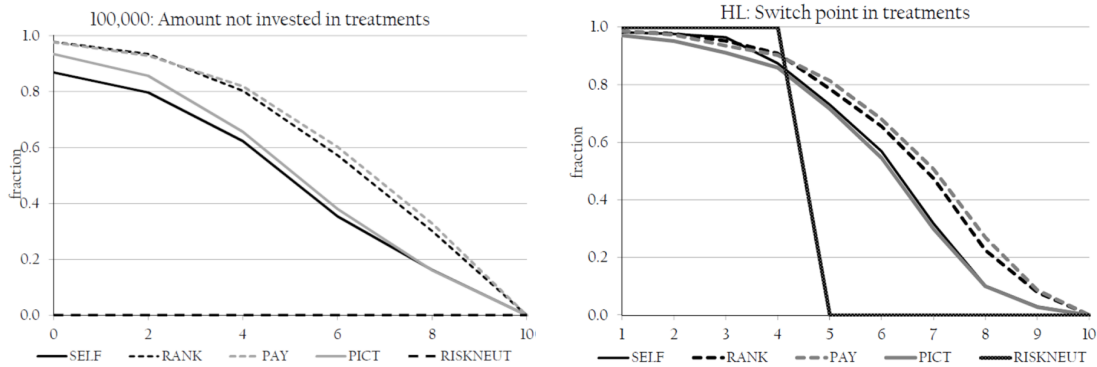 100,000: Amount not invested in treatments
1.0
0.8
0.6
0.4
0.2
0.0
fraction
0 2 4 6 8 10
SELF RANK PAY PICT RISKNEUT
HL: Switch point in treatments
1.0
0.8
0.6
0.4
0.2
0.0
fraction
1 2 3 4 5 6 7 8 9 10
SELF RANK PAY PICT RISKNEUT